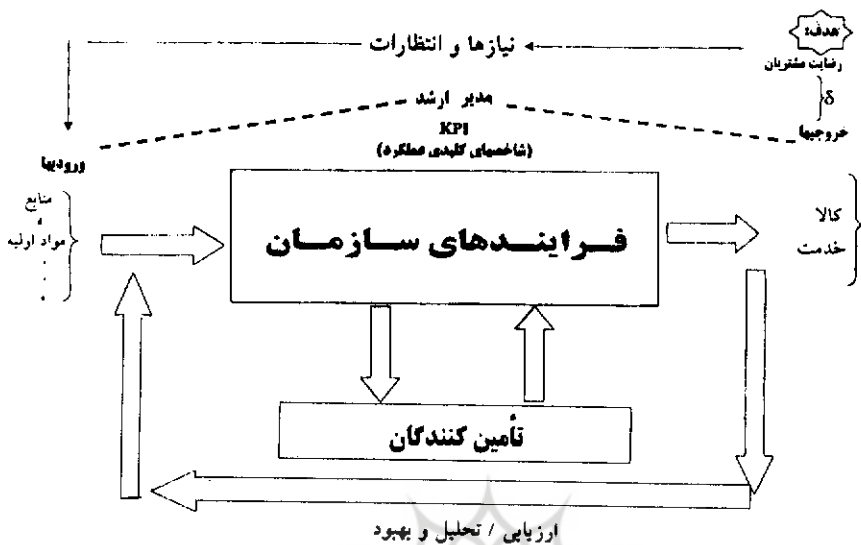 هدف:
رضایت مشتریان
نیازها و انتظارات
δ
مدیر ارشد
خروجیها
KPI
(شاخصهای کلیدی عملکرد)
ورودیها
منابع
مواد اولیه
کالا
خدمت
فرایندهای سازمان
تأمین کنندگان
ارزیابی / تحلیل و بهبود